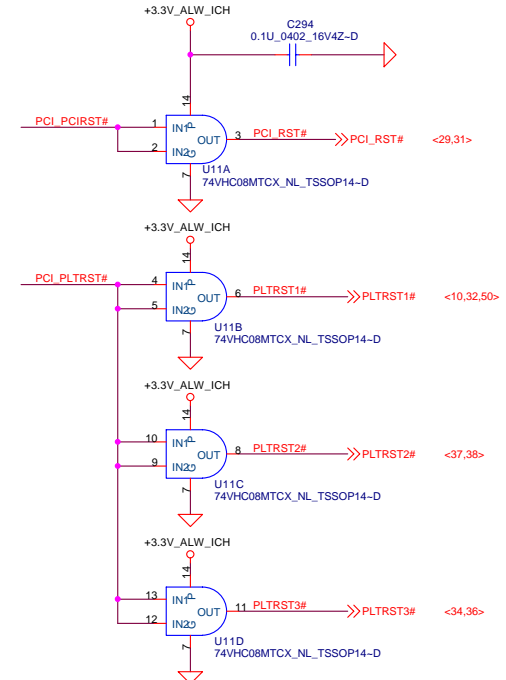 +3.3V_ALW_ICH
C294
0.1U_0402_16V4Z~D
14
PCI_PCIRST#
1
IN1
P
OUT
3
PCI_RST#
PCI_RST#
<29,31>
2
IN2
G
7
U11A
74VHC08MTCX_NL_TSSOP14~D
+3.3V_ALW_ICH
14
PCI_PLTRST#
4
IN1
P
OUT
6
PLTRST1#
PLTRST1#
<10,32,50>
5
IN2
G
7
U11B
74VHC08MTCX_NL_TSSOP14~D
+3.3V_ALW_ICH
14
10
IN1
P
OUT
8
PLTRST2#
PLTRST2#
<37,38>
9
IN2
G
7
U11C
74VHC08MTCX_NL_TSSOP14~D
+3.3V_ALW_ICH
14
13
IN1
P
OUT
11
PLTRST3#
PLTRST3#
<34,36>
12
IN2
G
7
U11D
74VHC08MTCX_NL_TSSOP14~D